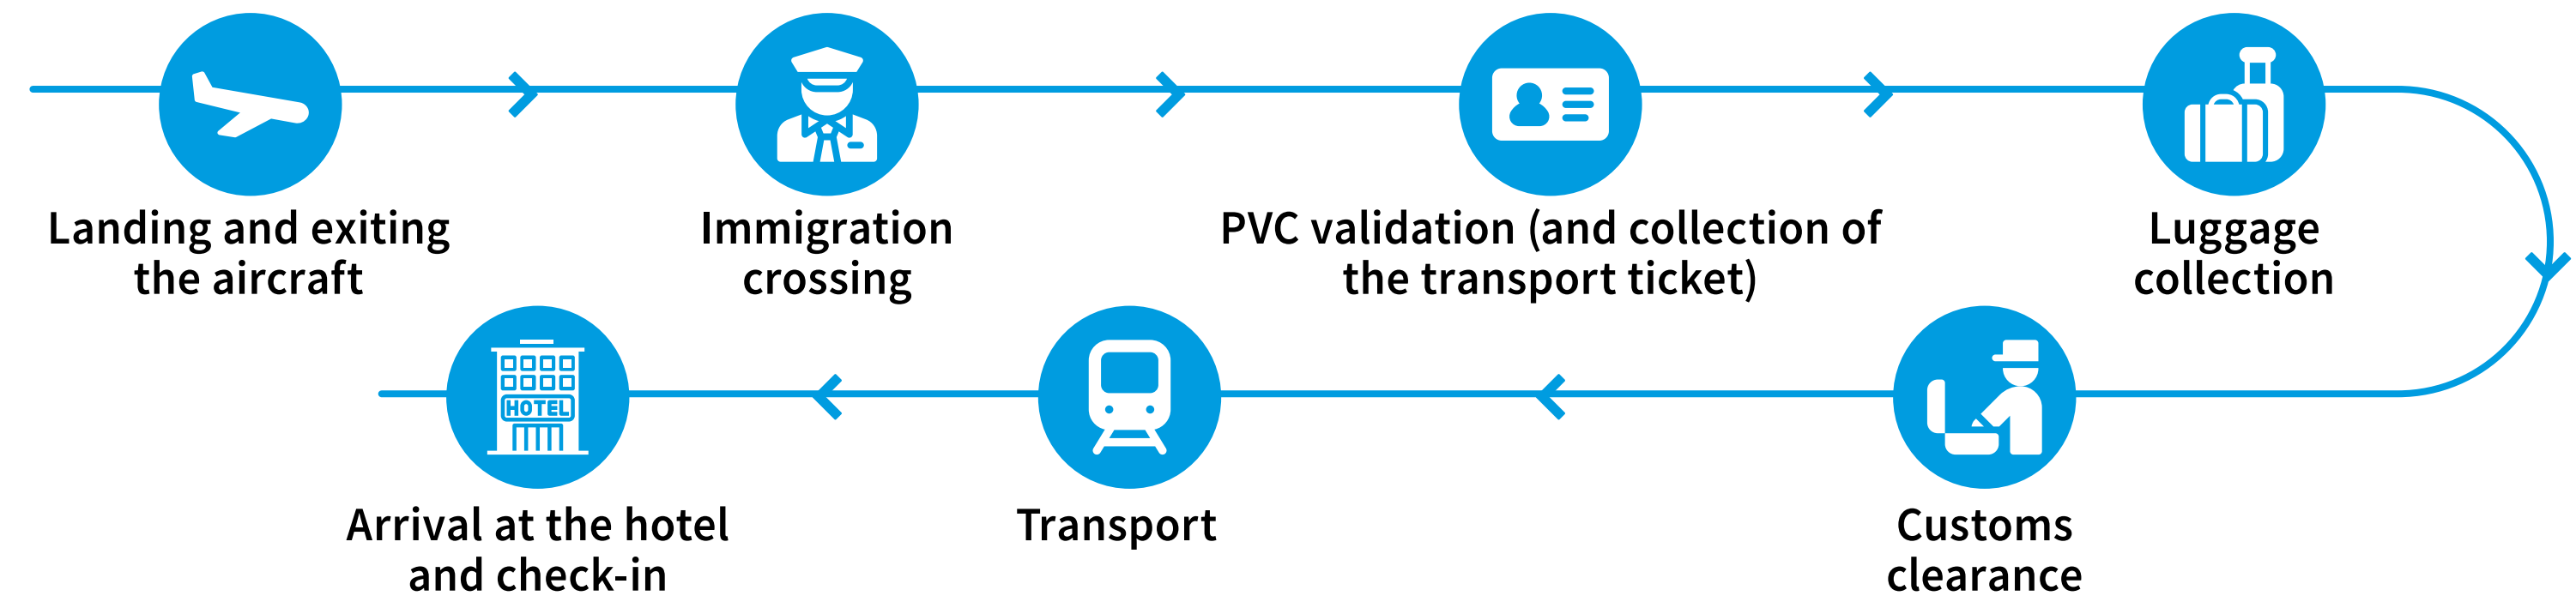 Landing and exiting
the aircraft
Immigration
crossing
PVC validation (and collection of
the transport ticket)
Luggage
collection
Customs
clearance
Transport
HOTEL
Arrival at the hotel
and check-in